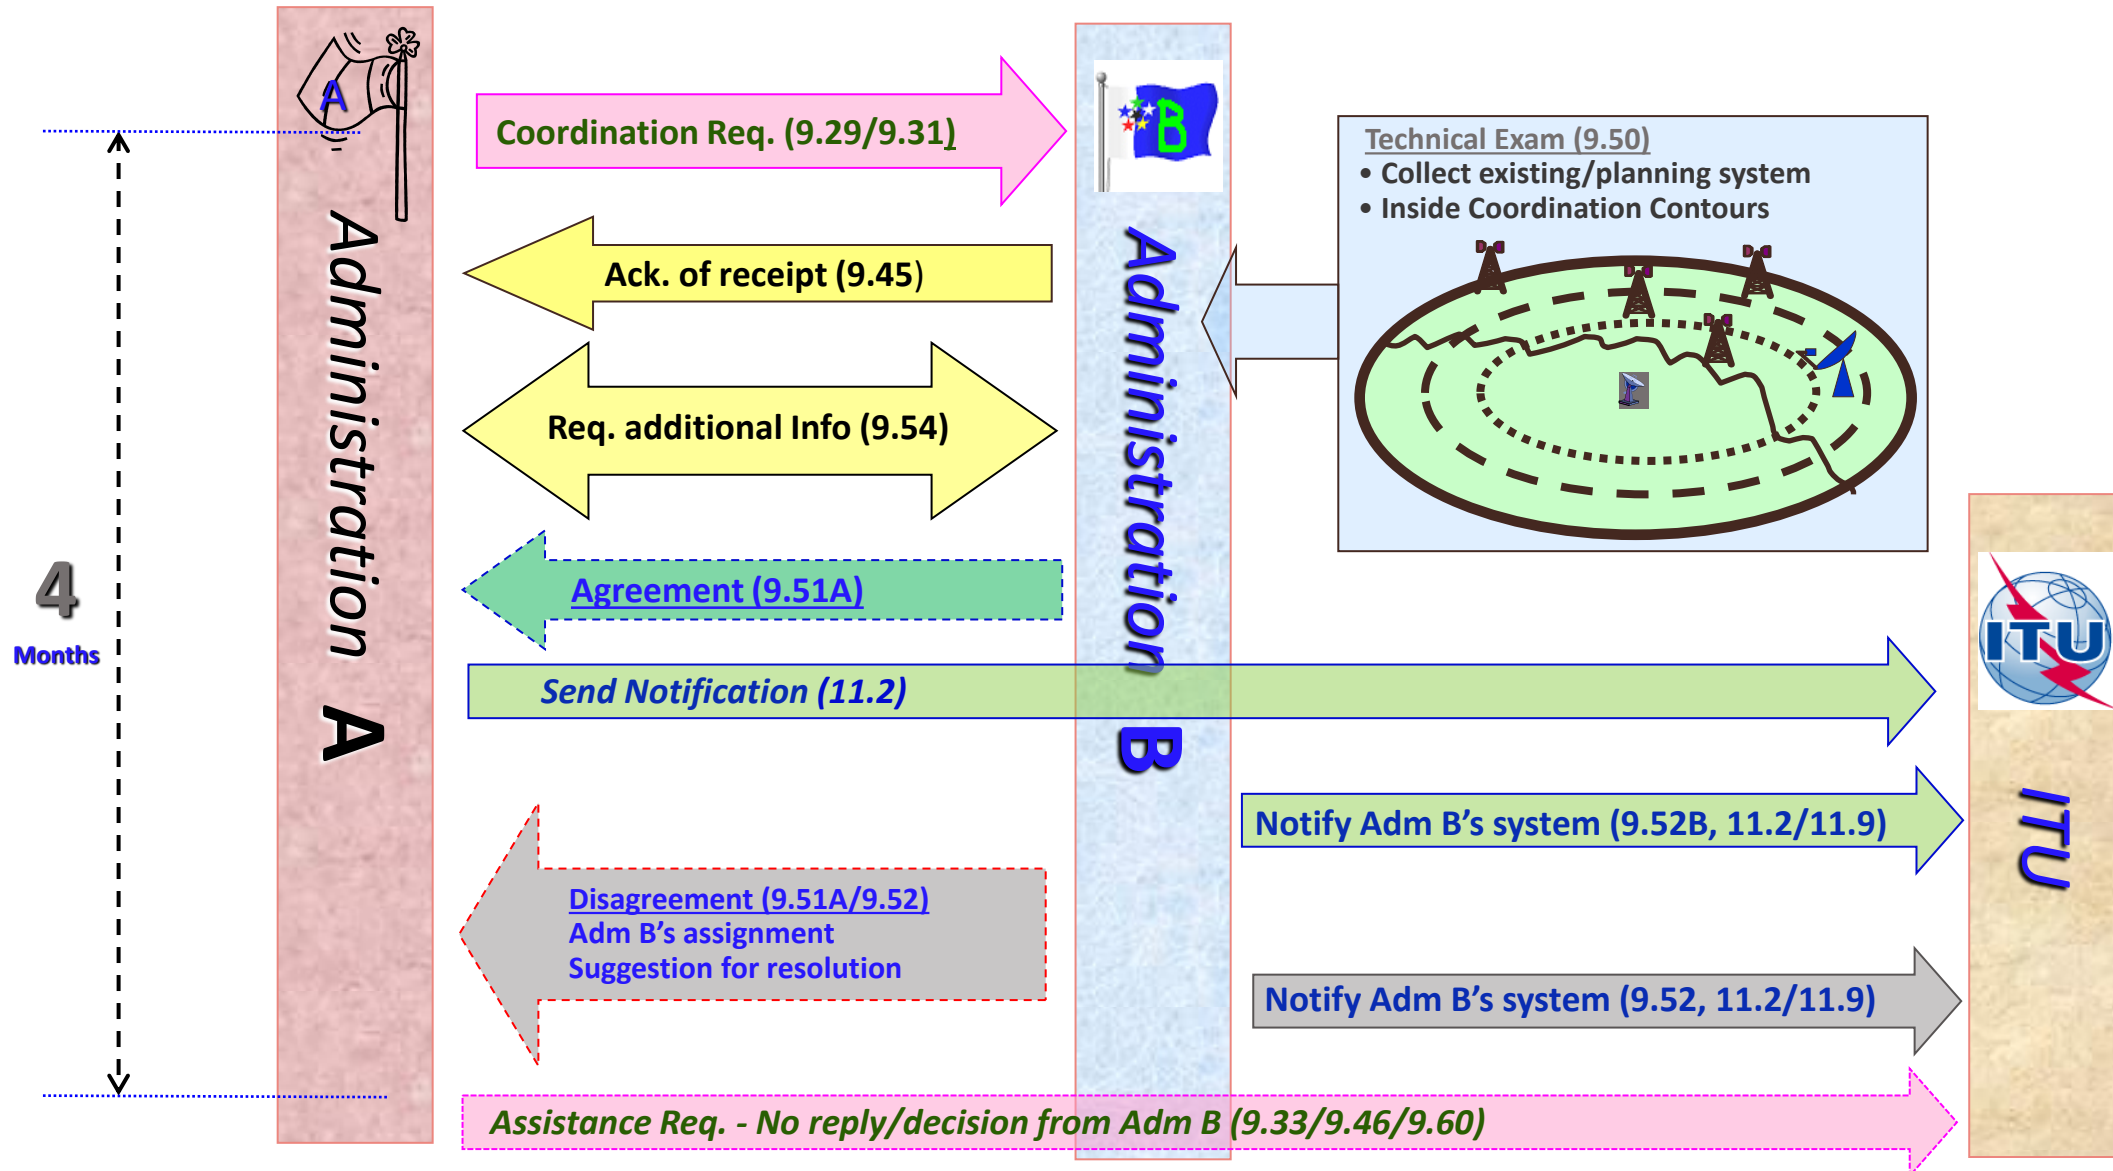 A
Administration A
4
Months
Coordination Req. (9.29/9.31)
Ack. of receipt (9.45)
Req. additional Info (9.54)
Agreement (9.51A)
Send Notification (11.2)
Disagreement (9.51A/9.52)
Adm B’s assignment
Suggestion for resolution
Assistance Req. - No reply/decision from Adm B (9.33/9.46/9.60)
B
Administration B
Technical Exam (9.50)
• Collect existing/planning system
• Inside Coordination Contours
Notify Adm B’s system (9.52B, 11.2/11.9)
Notify Adm B’s system (9.52, 11.2/11.9)
ITU
ITU